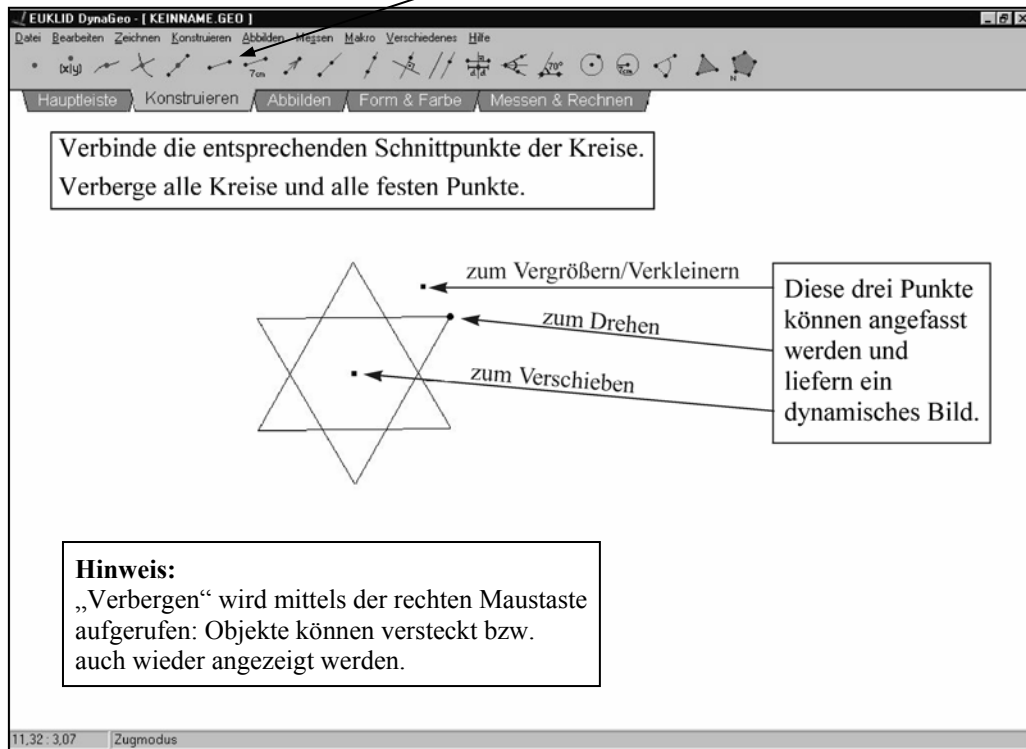 EUKLID DynaGeo - [ KEINNAME.GEO ]
Datei Bearbeiten Zeichnen Konstruieren Abbilden Messen Makro Verschiedenes Hilfe
(x|y) 7cm a' a 70° 7cm N
Hauptleiste Konstruieren Abbilden Form & Farbe Messen & Rechnen
Verbinde die entsprechenden Schnittpunkte der Kreise.
Verberge alle Kreise und alle festen Punkte.
zum Vergrößern/Verkleinern
zum Drehen
zum Verschieben
Diese drei Punkte
können angefasst
werden und
liefern ein
dynamisches Bild.
Hinweis:
„Verbergen“ wird mittels der rechten Maustaste
aufgerufen: Objekte können versteckt bzw.
auch wieder angezeigt werden.
11,32 : 3,07 Zugmodus